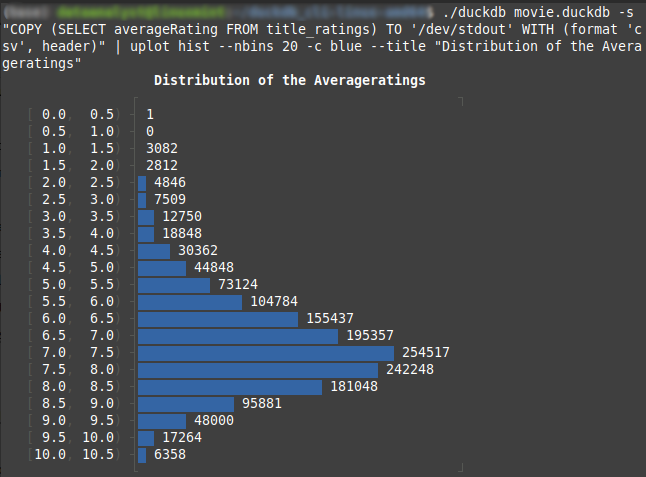 $ ./duckdb movie.duckdb -s
"COPY (SELECT averageRating FROM title_ratings) TO '/dev/stdout' WITH (format 'c
sv', header)" | uplot hist --nbins 20 -c blue --title "Distribution of the Avera
geratings"
Distribution of the Averageratings
[ 0.0, 0.5) 1
[ 0.5, 1.0) 0
[ 1.0, 1.5) 3082
[ 1.5, 2.0) 2812
[ 2.0, 2.5) 4846
[ 2.5, 3.0) 7509
[ 3.0, 3.5) 12750
[ 3.5, 4.0) 18848
[ 4.0, 4.5) 30362
[ 4.5, 5.0) 44848
[ 5.0, 5.5) 73124
[ 5.5, 6.0) 104784
[ 6.0, 6.5) 155437
[ 6.5, 7.0) 195357
[ 7.0, 7.5) 254517
[ 7.5, 8.0) 242248
[ 8.0, 8.5) 181048
[ 8.5, 9.0) 95881
[ 9.0, 9.5) 48000
[ 9.5, 10.0) 17264
[10.0, 10.5) 6358